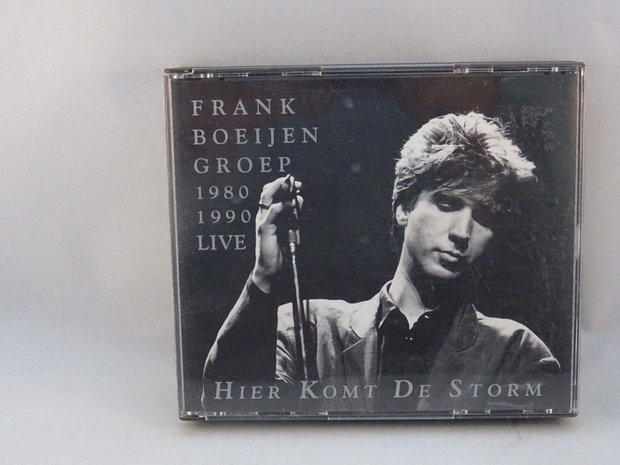 FRANK
BOEIJEN
GROEP
1980
1990
LIVE
HIER KOMT DE STORM